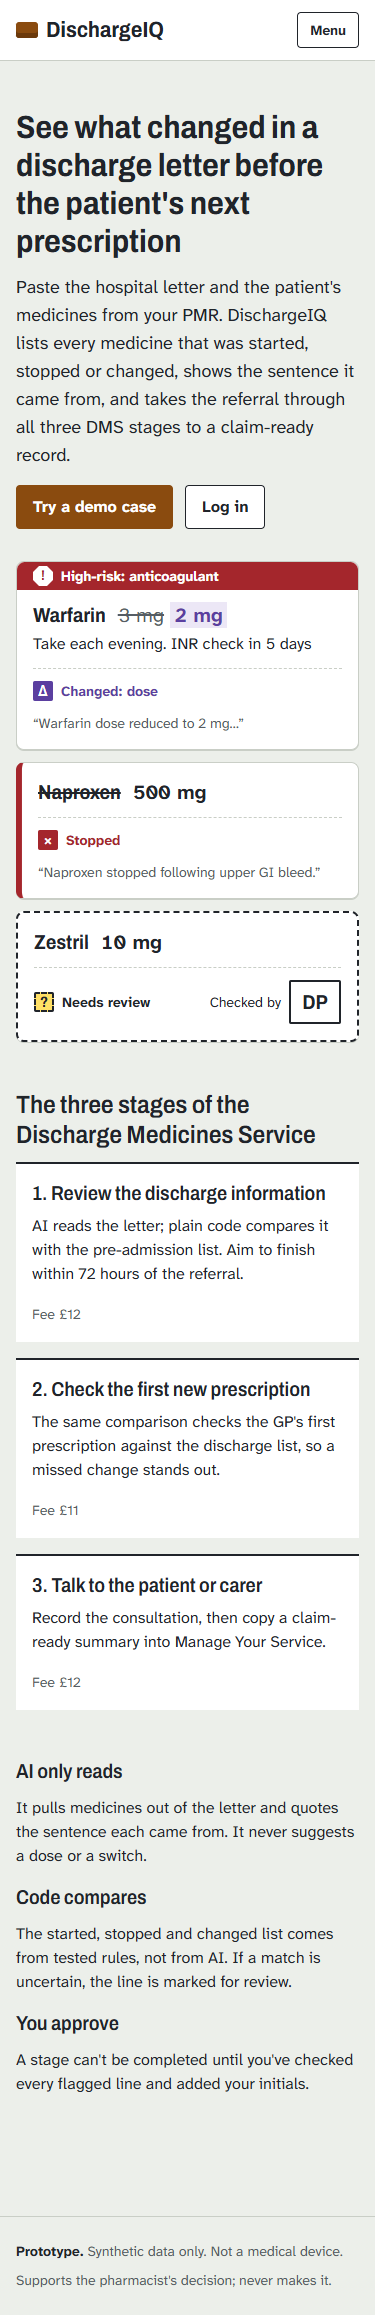 DischargeIQ
Menu
See what changed in a
discharge letter before
the patient's next
prescription
Paste the hospital letter and the patient's
medicines from your PMR. DischargeIQ
lists every medicine that was started,
stopped or changed, shows the sentence it
came from, and takes the referral through
all three DMS stages to a claim-ready
record.
Try a demo case
Log in
! High-risk: anticoagulant
Warfarin 3 mg 2 mg
Take each evening. INR check in 5 days
Δ Changed: dose
“Warfarin dose reduced to 2 mg…”
Naproxen 500 mg
× Stopped
“Naproxen stopped following upper GI bleed.”
Zestril 10 mg
? Needs review
Checked by DP
The three stages of the
Discharge Medicines Service
1. Review the discharge information
AI reads the letter; plain code compares it
with the pre-admission list. Aim to finish
within 72 hours of the referral.
Fee £12
2. Check the first new prescription
The same comparison checks the GP's first
prescription against the discharge list, so a
missed change stands out.
Fee £11
3. Talk to the patient or carer
Record the consultation, then copy a claim-
ready summary into Manage Your Service.
Fee £12
AI only reads
It pulls medicines out of the letter and quotes
the sentence each came from. It never suggests
a dose or a switch.
Code compares
The started, stopped and changed list comes
from tested rules, not from AI. If a match is
uncertain, the line is marked for review.
You approve
A stage can't be completed until you've checked
every flagged line and added your initials.
Prototype. Synthetic data only. Not a medical device.
Supports the pharmacist's decision; never makes it.